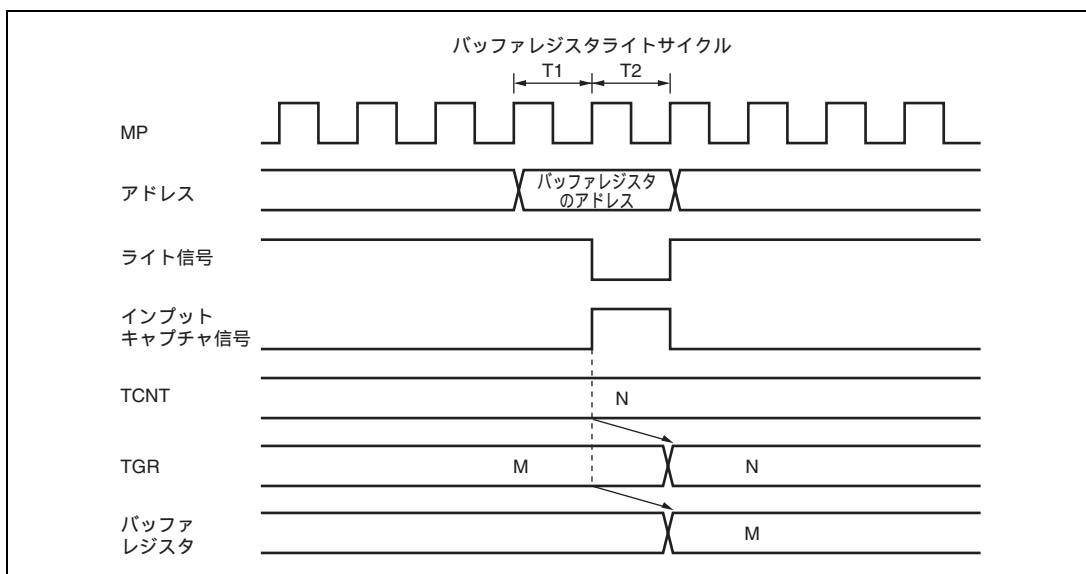 バッファレジスタライトサイクル
T1 T2
MP
アドレス
バッファレジスタ
のアドレス
ライト信号
インプット
キャプチャ信号
TCNT
N
TGR
M N
バッファ
レジスタ
M